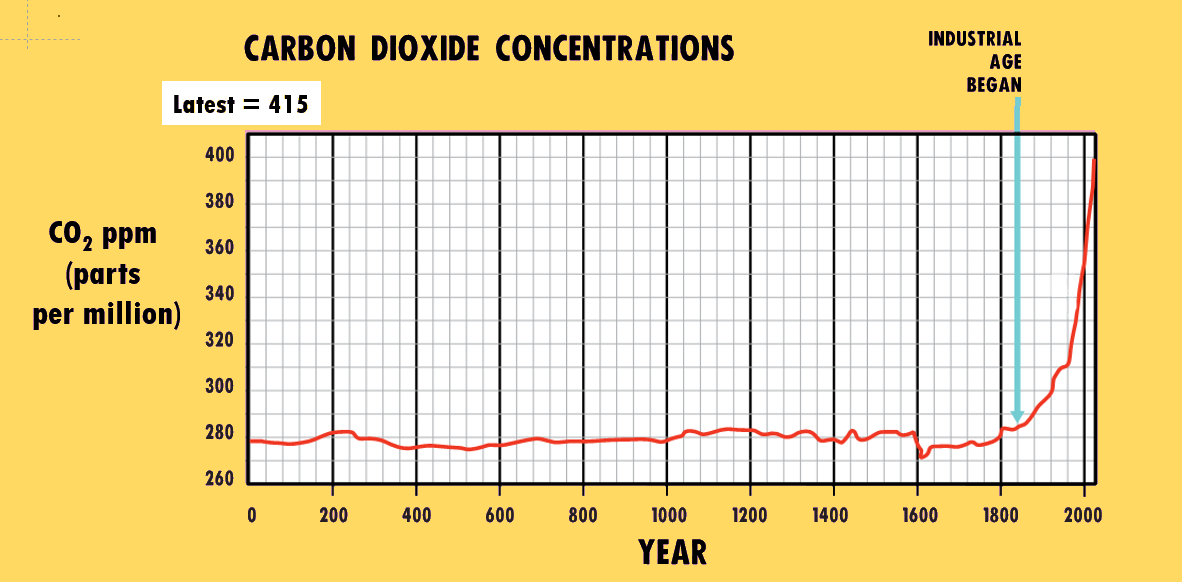 CARBON DIOXIDE CONCENTRATIONS
INDUSTRIAL
AGE
BEGAN
Latest = 415
400
380
360
340
320
300
280
260
CO₂ ppm
(parts
per million)
0 200 400 600 800 1000 1200 1400 1600 1800 2000
YEAR